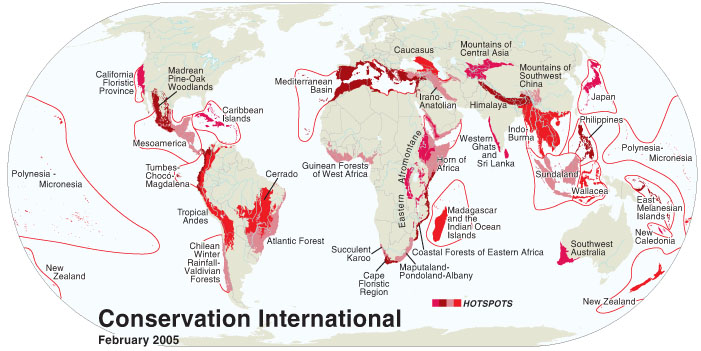 Caucasus
Mountains of
Central Asia
Mountains of
Southwest
China
California
Floristic
Province
Madrean
Pine-Oak
Woodlands
Mediterranean
Basin
Irano-
Anatolian
Himalaya
Japan
Caribbean
Islands
Philippines
Mesoamerica
Indo-
Burma
Western
Ghats
and
Sri Lanka
Polynesia -
Micronesia
Tumbes-
Choco-
Magdalena
Cerrado
Guinean Forests
of West Africa
Eastern Afromontane
Horn of
Africa
Sundaland
Wallacea
Polynesia-
Micronesia
East
Melanesian
Islands
Tropical
Andes
Atlantic Forest
Madagascar
and the
Indian Ocean
Islands
New
Caledonia
Chilean
Winter
Rainfall-
Valdivian
Forests
Succulent
Karoo
Coastal Forests of Eastern Africa
Southwest
Australia
New
Zealand
Cape
Floristic
Region
Maputaland-
Pondoland-Albany
New Zealand
HOTSPOTS
Conservation International
February 2005